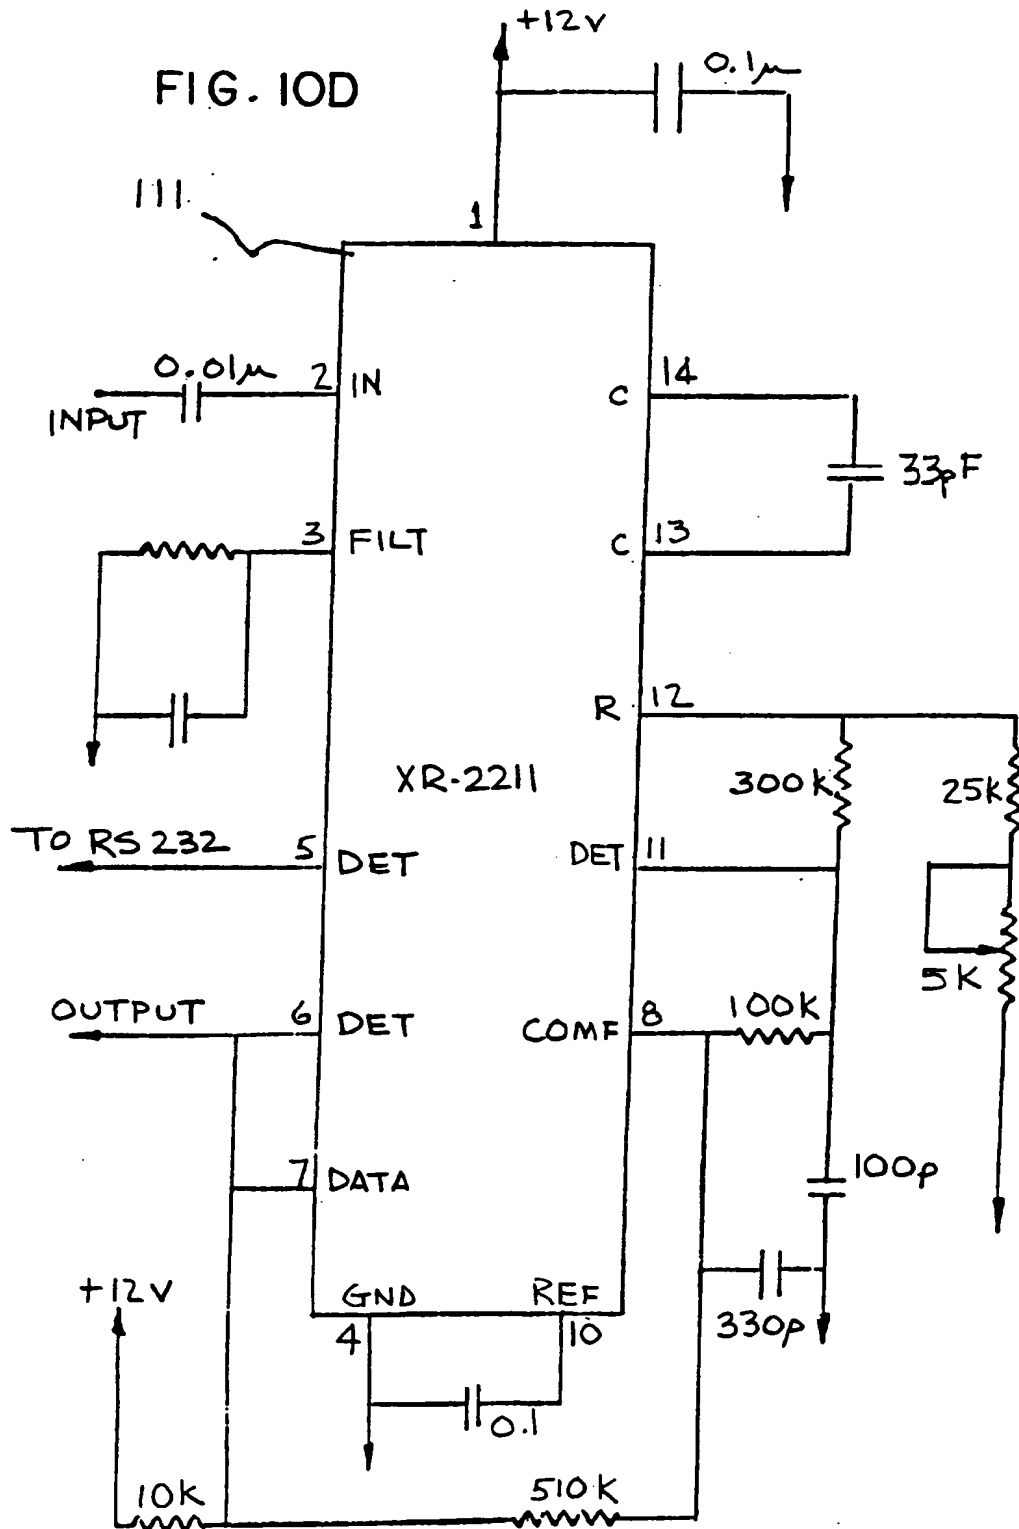 +12V
0.1μ
FIG. 10D
111
1
0.01μ
2 IN
INPUT
C 14
33pF
3 FILT
C 13
R 12
XR-2211
300K
25K
TO RS 232
5 DET
DET 11
5K
OUTPUT
6 DET
COMF 8
100K
7 DATA
100p
+12V
GND
REF
4
10
330p
0.1
10K
510K